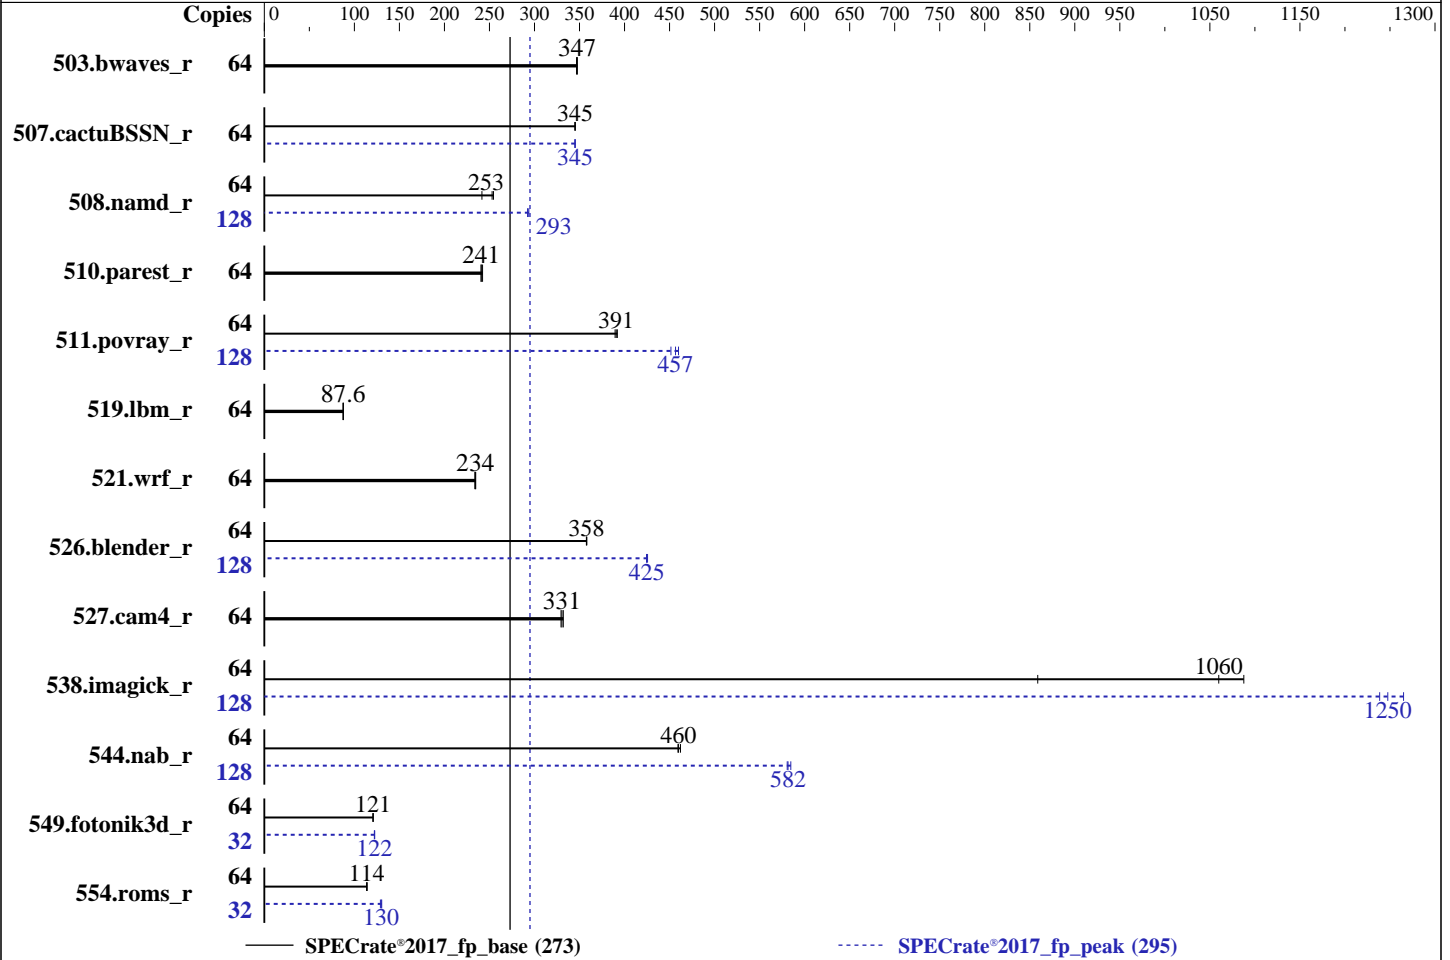 Copies 0 100 150 200 250 300 350 400 450 500 550 600 650 700 750 800 850 900 950 1050 1150 1300
503.bwaves_r 64 347
507.cactuBSSN_r 64 345
345
508.namd_r 64 253
128 293
510.parest_r 64 241
511.povray_r 64 391
128 457
519.lbm_r 64 87.6
521.wrf_r 64 234
526.blender_r 64 358
128 425
527.cam4_r 64 331
538.imagick_r 64 1060
128 1250
544.nab_r 64 460
128 582
549.fotonik3d_r 64 121
32 122
554.roms_r 64 114
32 130
SPECrate®2017_fp_base (273) SPECrate®2017_fp_peak (295)